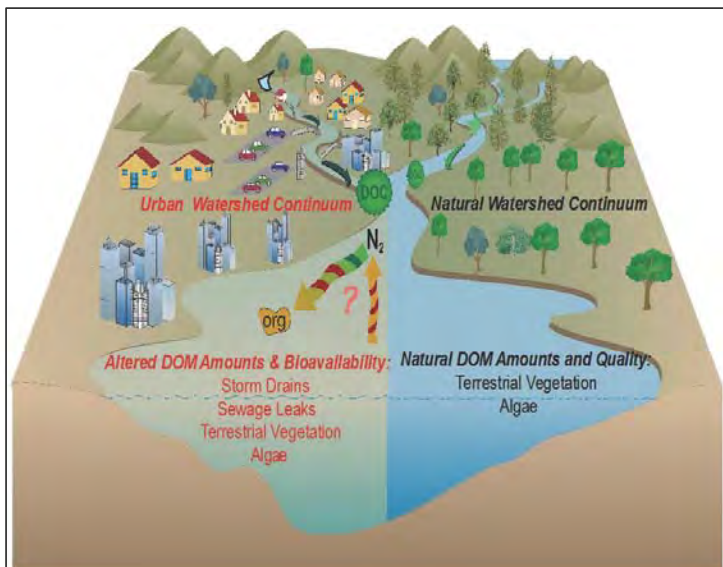 DOC
Urban Watershed Continuum
Natural Watershed Continuum
N2
?
org
Altered DOM Amounts & Bioavailability:
Storm Drains
Sewage Leaks
Terrestrial Vegetation
Algae
Natural DOM Amounts and Quality:
Terrestrial Vegetation
Algae